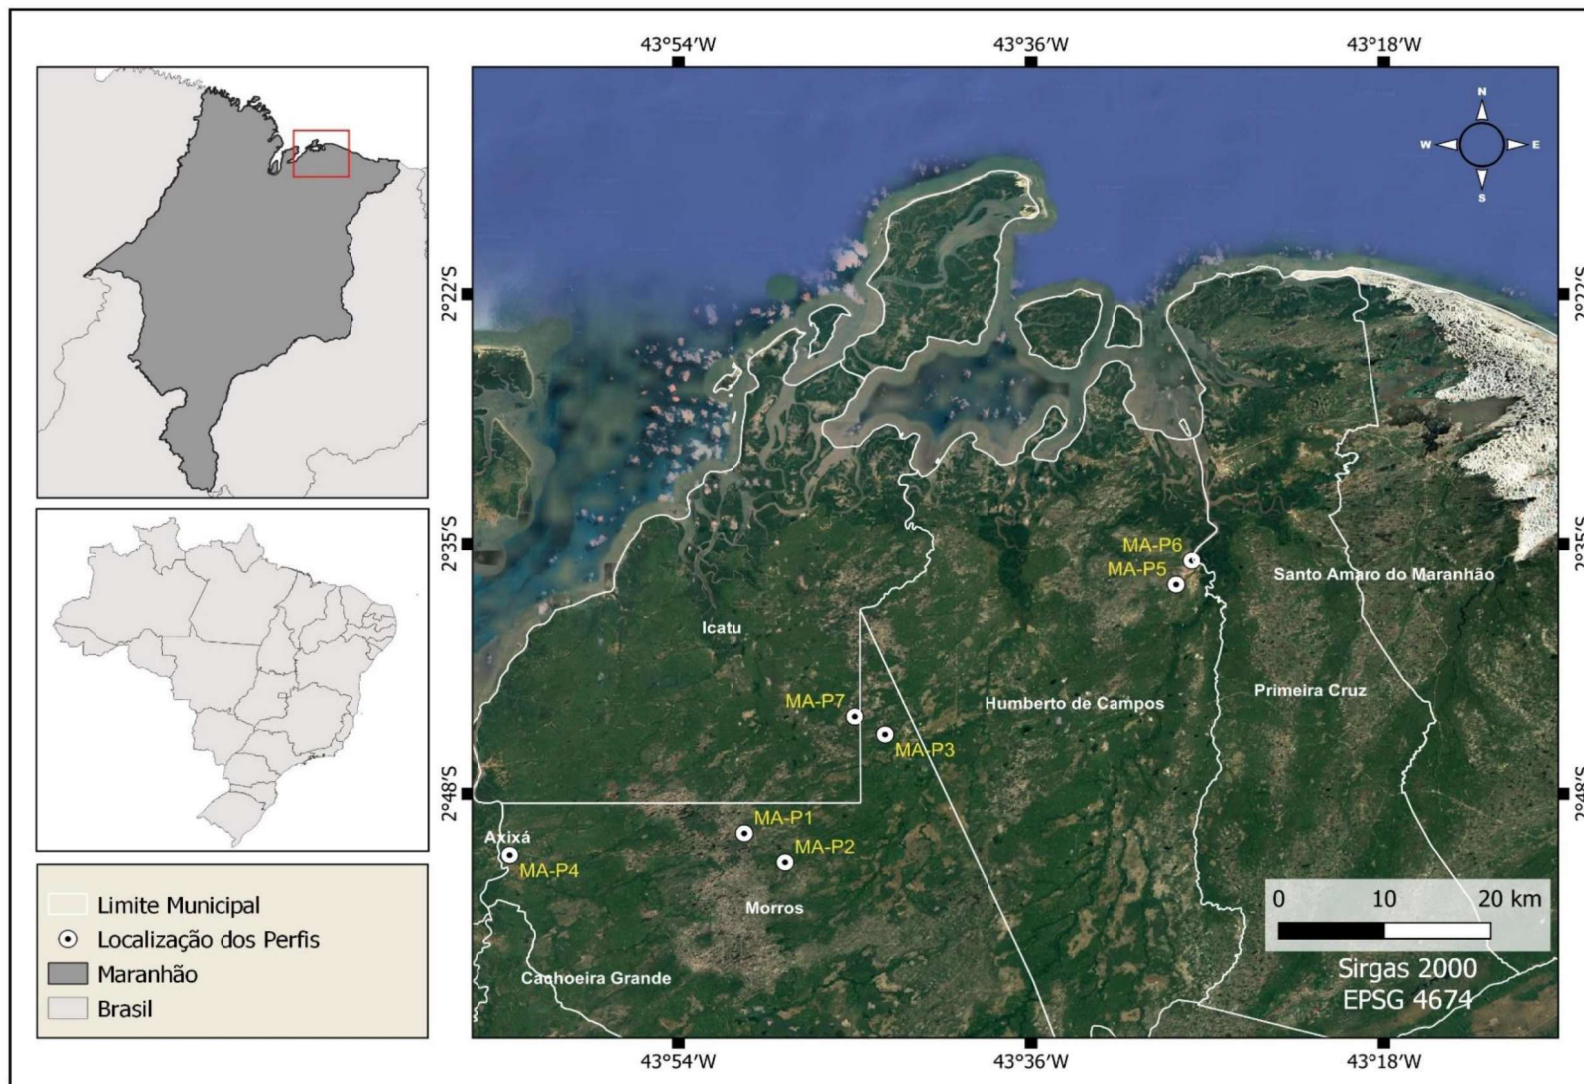 43°54'W
43°36'W
43°18'W
N
W
E
S
2°22'S
2°22'S
2°35'S
2°35'S
MA-P6
MA-P5
Santo Amaro do Maranhão
Icatu
Primeira Cruz
Humberto de Campos
MA-P7
MA-P3
2°48'S
2°48'S
MA-P1
Axixá
MA-P2
MA-P4
Morros
Cachoeira Grande
0 10 20 km
Sirgas 2000
EPSG 4674
Limite Municipal
Localização dos Perfis
Maranhão
Brasil
43°54'W
43°36'W
43°18'W